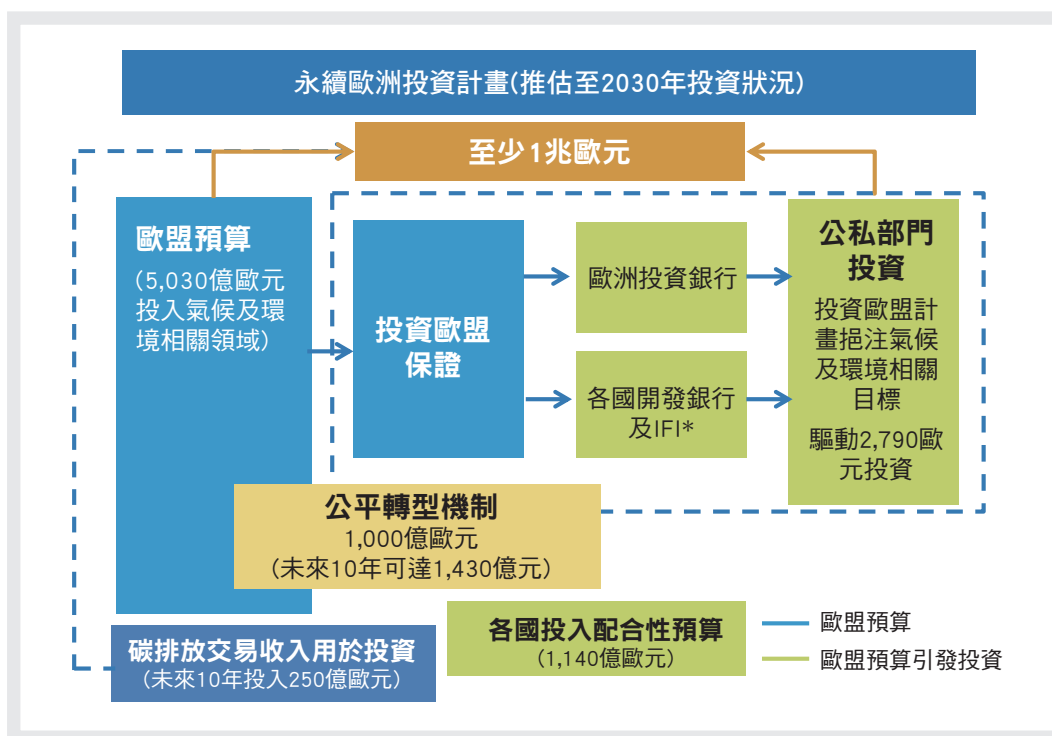 永續歐洲投資計畫(推估至2030年投資狀況)
至少1兆歐元
歐盟預算
(5,030億歐元
投入氣候及環
境相關領域)
投資歐盟
保證
歐洲投資銀行
各國開發銀行
及IFI*
公私部門
投資
投資歐盟計
畫挹注氣候
及環境相關
目標
驅動2,790歐
元投資
公平轉型機制
1,000億歐元
(未來10年可達1,430億元)
碳排放交易收入用於投資
(未來10年投入250億歐元)
各國投入配合性預算
(1,140億歐元)
歐盟預算
歐盟預算引發投資